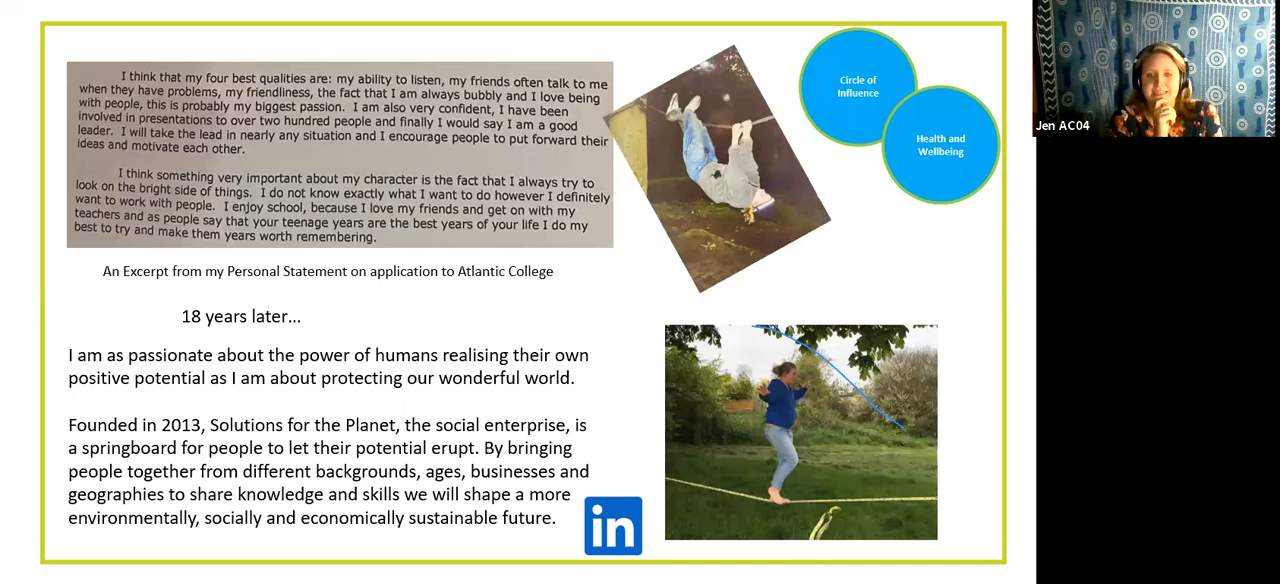 I think that my four best qualities are: my ability to listen, my friends often talk to me
when they have problems, my friendliness, the fact that I am always bubbly and I love being
with people, this is probably my biggest passion. I am also very confident, I have been
involved in presentations to over two hundred people and finally I would say I am a good
leader. I will take the lead in nearly any situation and I encourage people to put forward their
ideas and motivate each other.
I think something very important about my character is the fact that I always try to
look on the bright side of things. I do not know exactly what I want to do however I definitely
want to work with people. I enjoy school, because I love my friends and get on with my
teachers and as people say that your teenage years are the best years of your life I do my
best to try and make them years worth remembering.
An Excerpt from my Personal Statement on application to Atlantic College
18 years later...
I am as passionate about the power of humans realising their own
positive potential as I am about protecting our wonderful world.
Founded in 2013, Solutions for the Planet, the social enterprise, is
a springboard for people to let their potential erupt. By bringing
people together from different backgrounds, ages, businesses and
geographies to share knowledge and skills we will shape a more
environmentally, socially and economically sustainable future.
in
Circle of
Influence
Health and
Wellbeing
Jen AC04